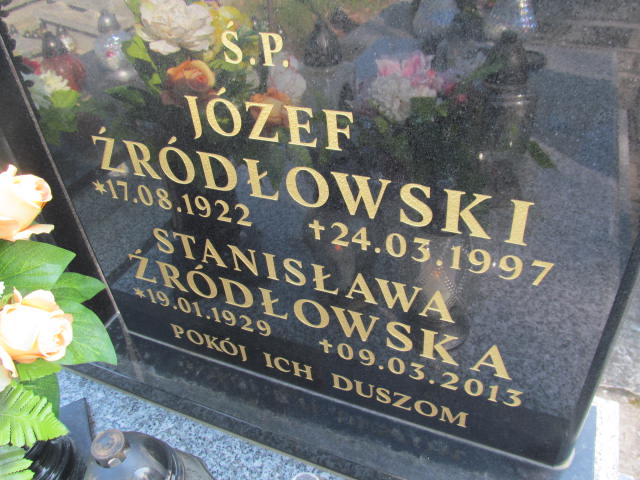 Ś.P.
JÓZEF
ŹRÓDŁOWSKI
*17.08.1922 +24.03.1997
STANISŁAWA
ŹRÓDŁOWSKA
*19.01.1929 +09.03.2013
POKÓJ ICH DUSZOM